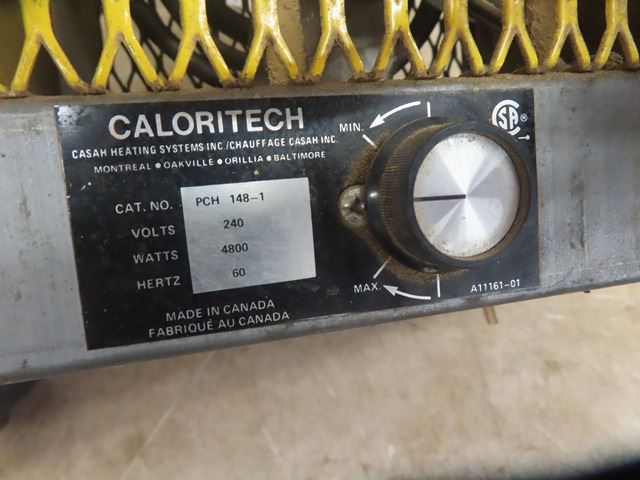 CALORITECH
CASAH HEATING SYSTEMS INC./CHAUFFAGE CASAH INC.
MONTREAL • OAKVILLE • ORILLIA • BALTIMORE
CAT. NO. PCH 148-1
VOLTS 240
WATTS 4800
HERTZ 60
MADE IN CANADA
FABRIQUÉ AU CANADA
MIN.
MAX.
CSA®
A11161-01